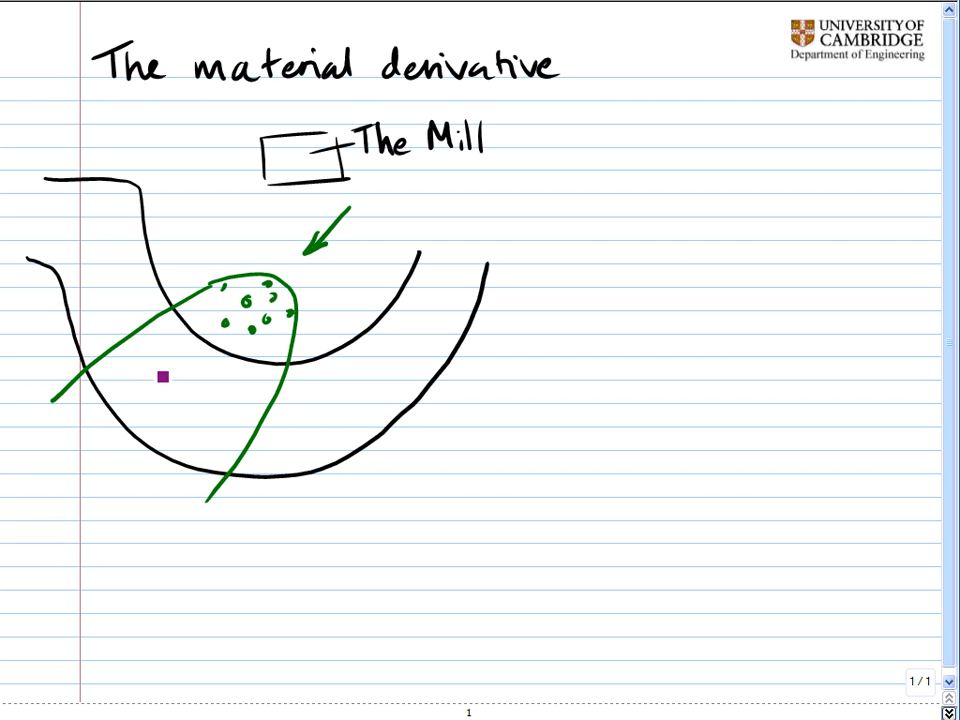 UNIVERSITY OF
CAMBRIDGE
Department of Engineering
The material derivative
The Mill
1 / 1
1